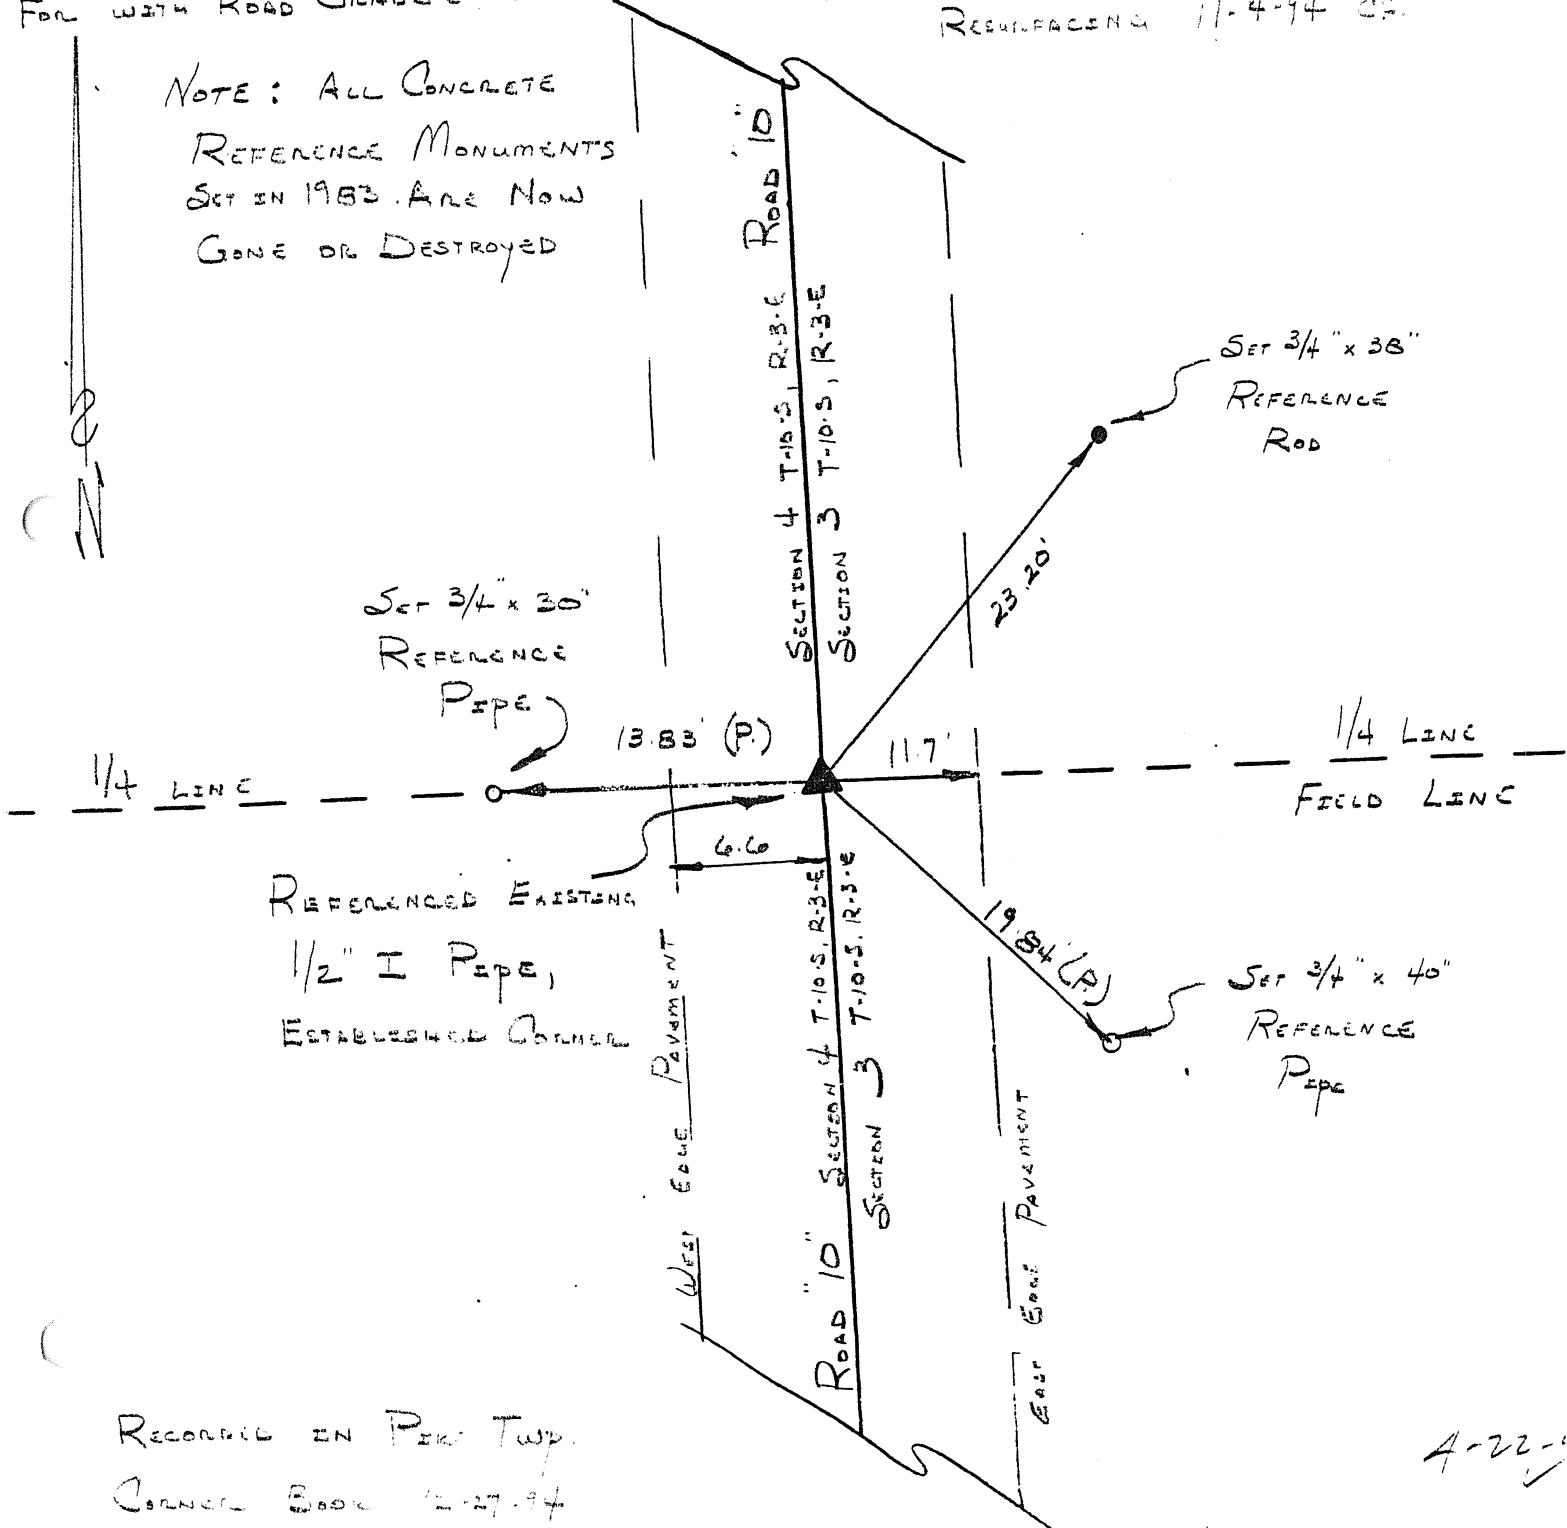 FOR WITH ROAD
RESURFACING 11-4-94
NOTE: ALL CONCRETE
REFERENCE MONUMENTS
SET IN 1983. ARE NOW
GONE OR DESTROYED
N
ROAD "10"
SECTION 4 T-10-S, R-3-E
SECTION 3 T-10-S, R-3-E
SET 3/4" x 38"
REFERENCE
ROD
23.20'
SET 3/4" x 30"
REFERENCE
PIPE
13.83' (P.)
11.7'
1/4 LINE
1/4 LINE
FIELD LINE
6.6
REFERENCED EXISTING
1/2" I PIPE,
ESTABLISHED CORNER
19.84' (P.)
SET 3/4" x 40"
REFERENCE
PIPE
WEST EDGE PAVEMENT
ROAD "10" SECTION 4 T-10-S, R-3-E
SECTION 3 T-10-S, R-3-E
EAST EDGE PAVEMENT
RECORDED IN PIKE TWP.
CORNER BOOK 12-27-94
4-22-